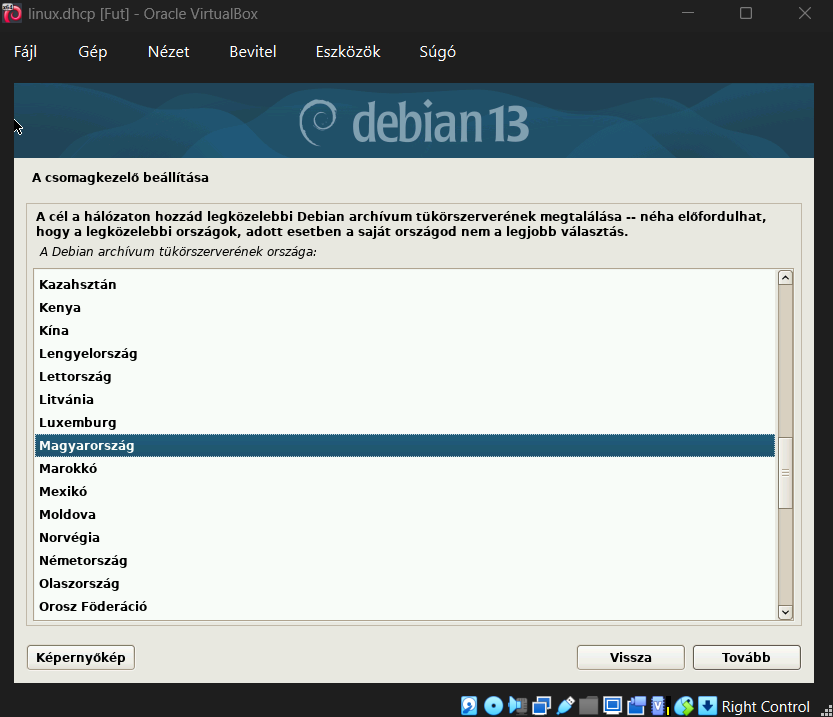 linux.dhcp [Fut] - Oracle VirtualBox
Fájl Gép Nézet Bevitel Eszközök Súgó
debian 13
A csomagkezelő beállítása
A cél a hálózaton hozzád legközelebbi Debian archívum tükörszerverének megtalálása -- néha előfordulhat,
hogy a legközelebbi országok, adott esetben a saját országod nem a legjobb választás.
A Debian archívum tükörszerverének országa:
Kazahsztán
Kenya
Kína
Lengyelország
Lettország
Litvánia
Luxemburg
Magyarország
Marokkó
Mexikó
Moldova
Norvégia
Németország
Olaszország
Orosz Föderáció
Képernyőkép Vissza Tovább
Right Control